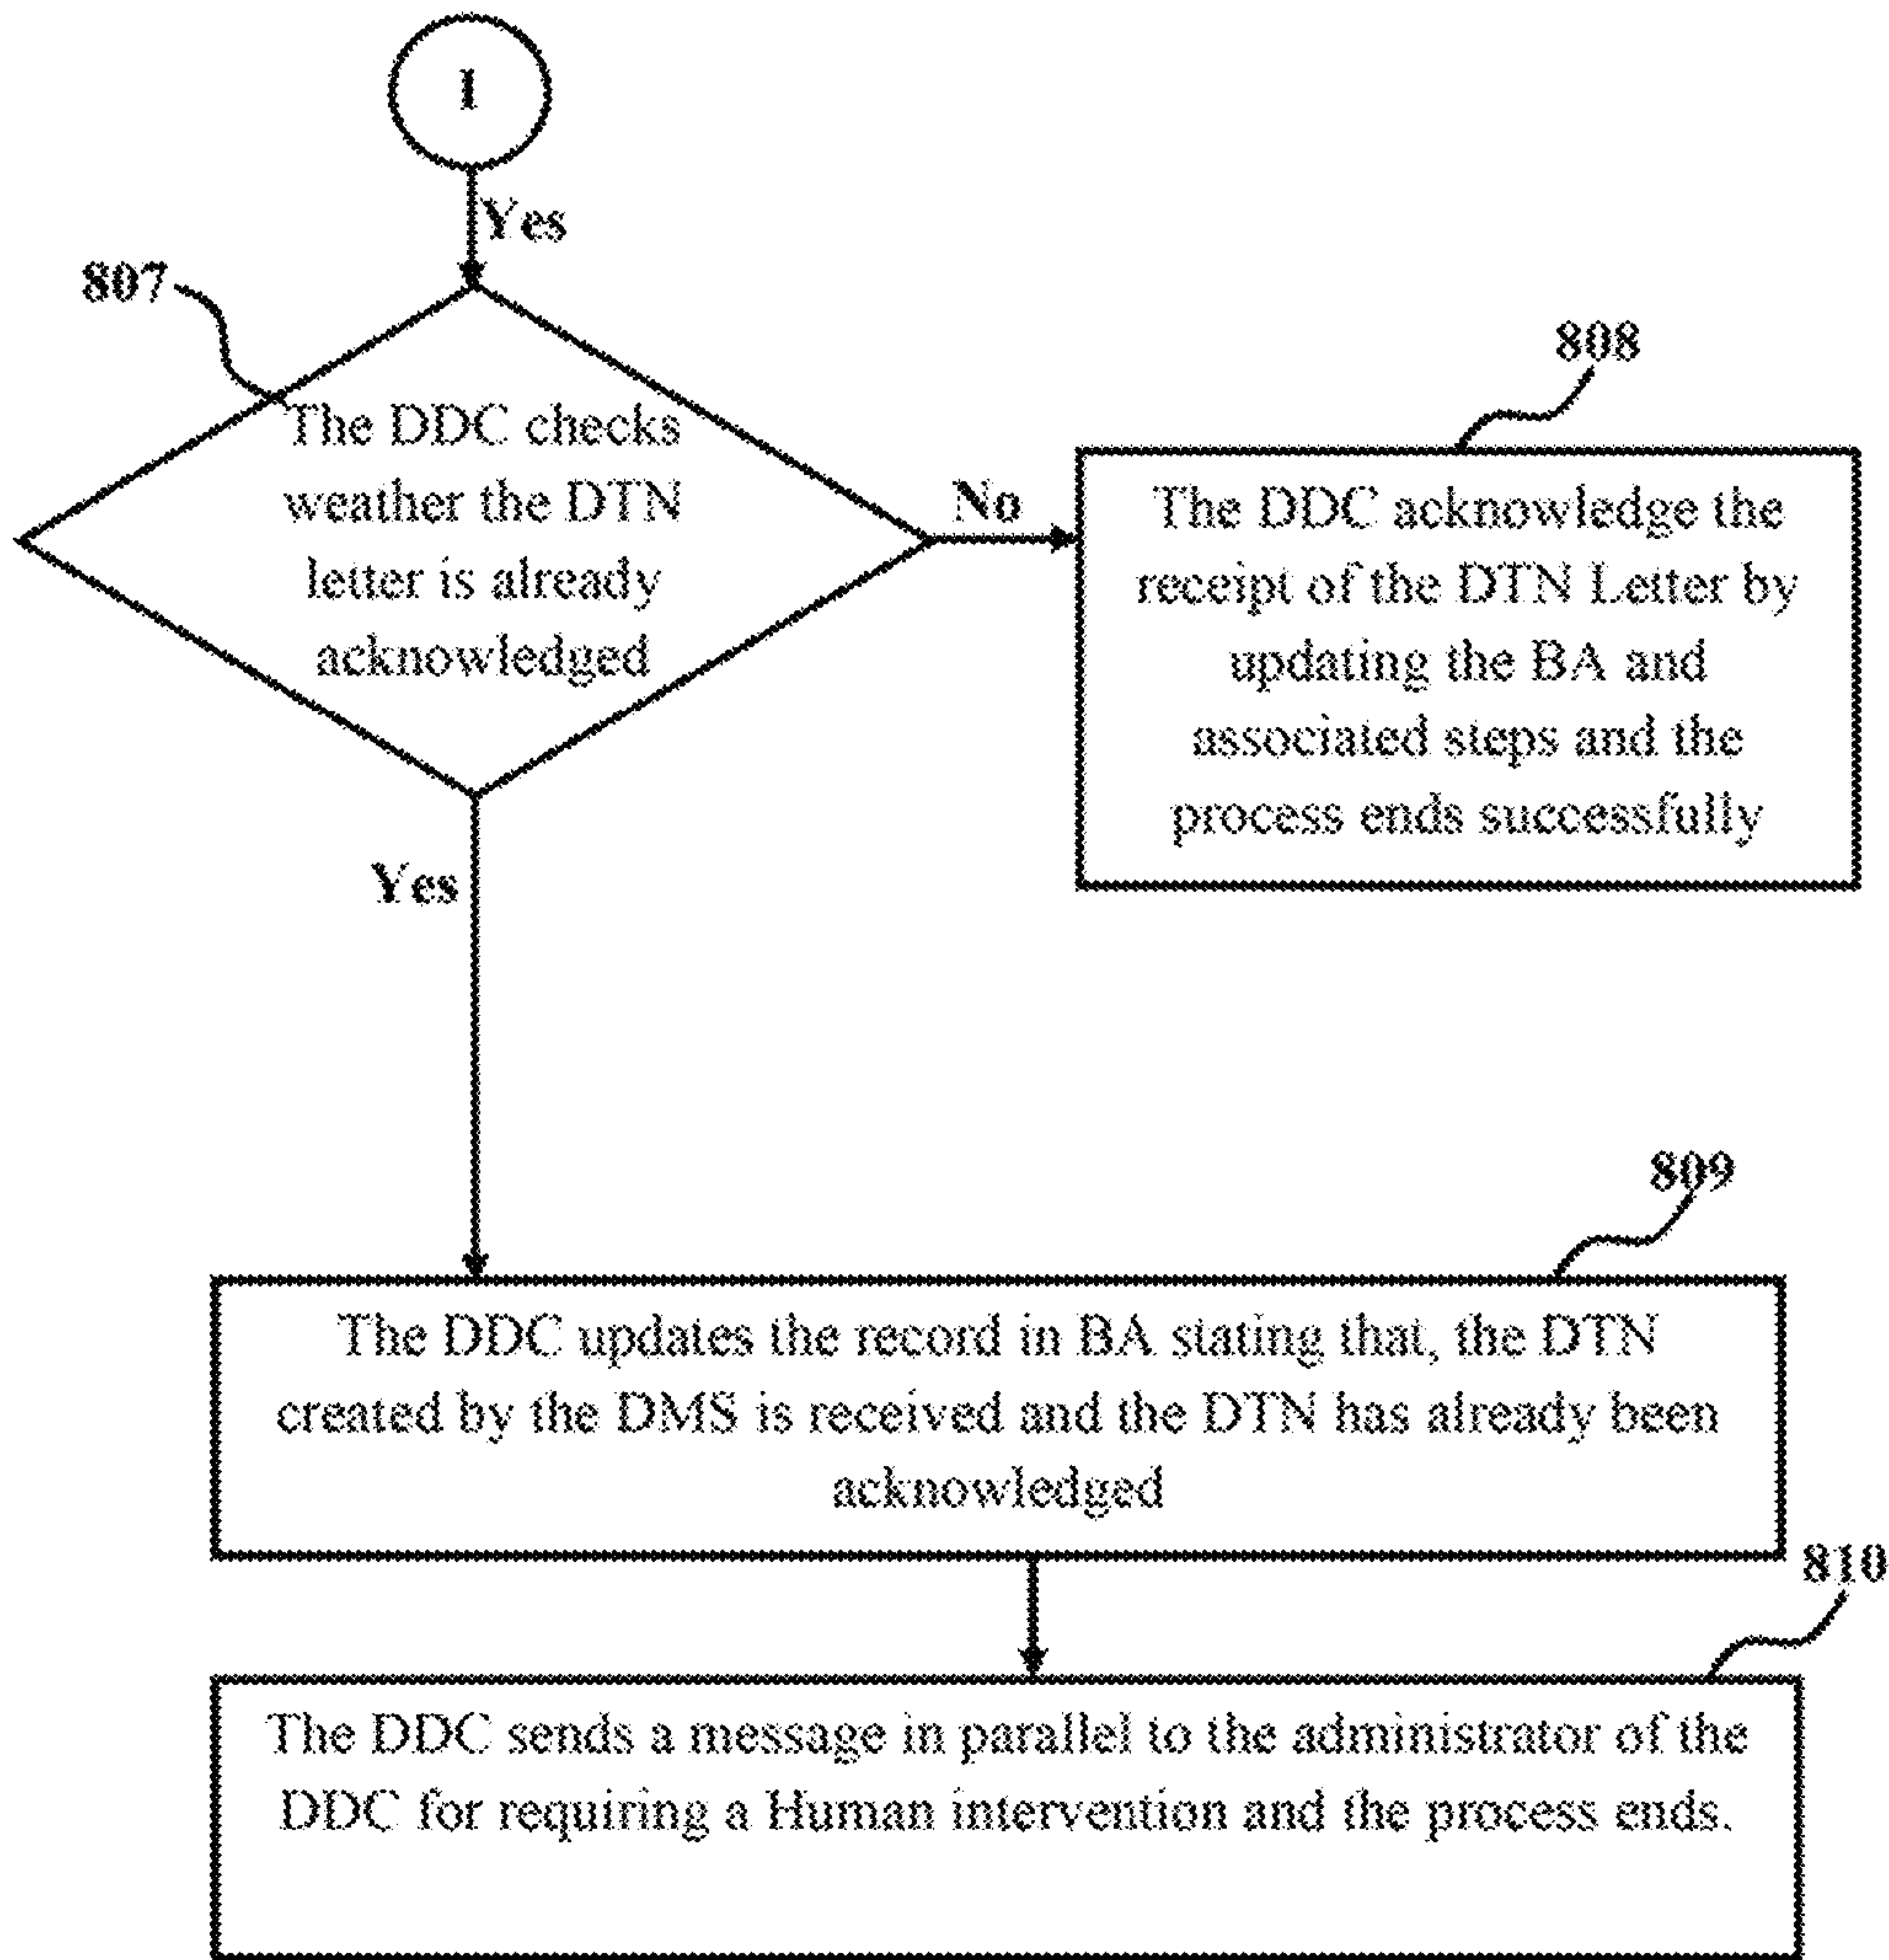 1
Yes
807
The DDC checks
weather the DTN
letter is already
acknowledged
No
808
The DDC acknowledge the
receipt of the DTN Letter by
updating the BA and
associated steps and the
process ends successfully
Yes
809
The DDC updates the record in BA stating that, the DTN
created by the DMS is received and the DTN has already been
acknowledged
810
The DDC sends a message in parallel to the administrator of the
DDC for requiring a Human intervention and the process ends.